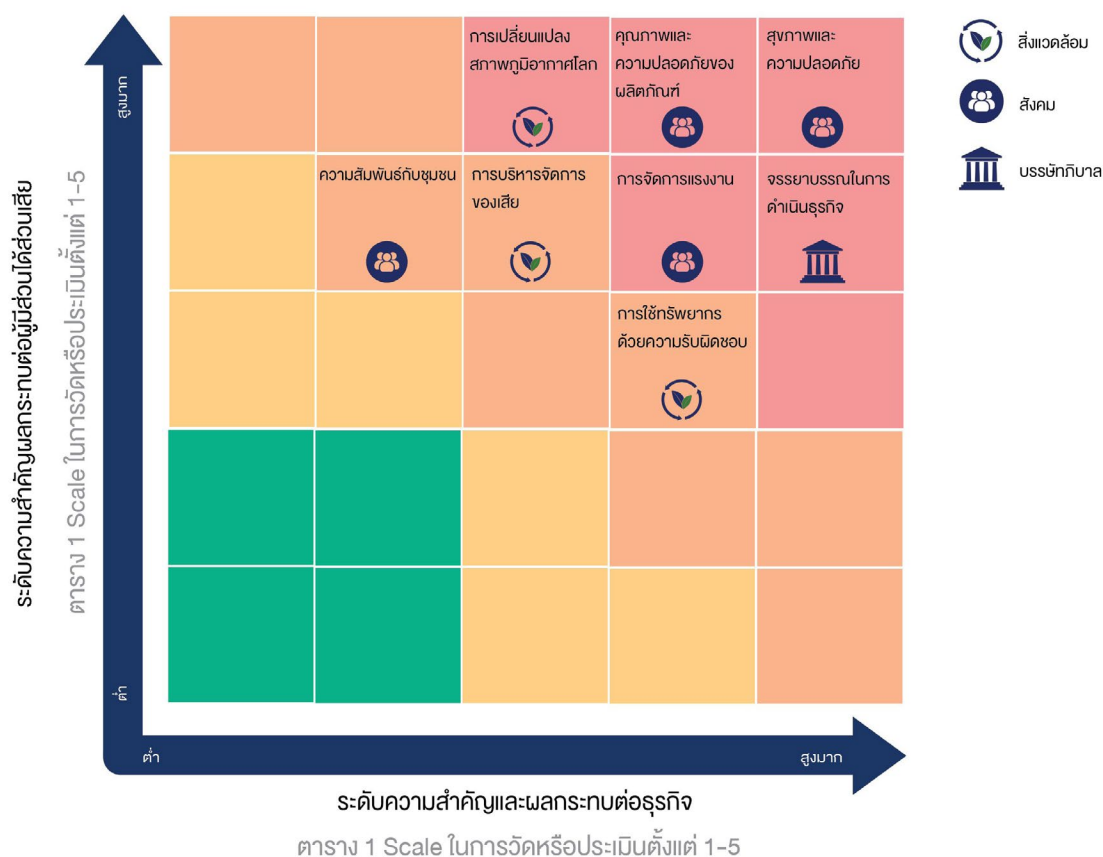 สูงมาก
ต่ำ
ระดับความสำคัญผลกระทบต่อผู้มีส่วนได้ส่วนเสีย
ตาราง 1 Scale ในการวัดหรือประเมินตั้งแต่ 1-5
การเปลี่ยนแปลง
สภาพภูมิอากาศโลก
คุณภาพและ
ความปลอดภัยของ
ผลิตภัณฑ์
สุขภาพและ
ความปลอดภัย
ความสัมพันธ์กับชุมชน
การบริหารจัดการ
ของเสีย
การจัดการแรงงาน
จรรยาบรรณในการ
ดำเนินธุรกิจ
การใช้ทรัพยากร
ด้วยความรับผิดชอบ
ต่ำ
สูงมาก
ระดับความสำคัญและผลกระทบต่อธุรกิจ
ตาราง 1 Scale ในการวัดหรือประเมินตั้งแต่ 1-5
สิ่งแวดล้อม
สังคม
บรรษัทภิบาล